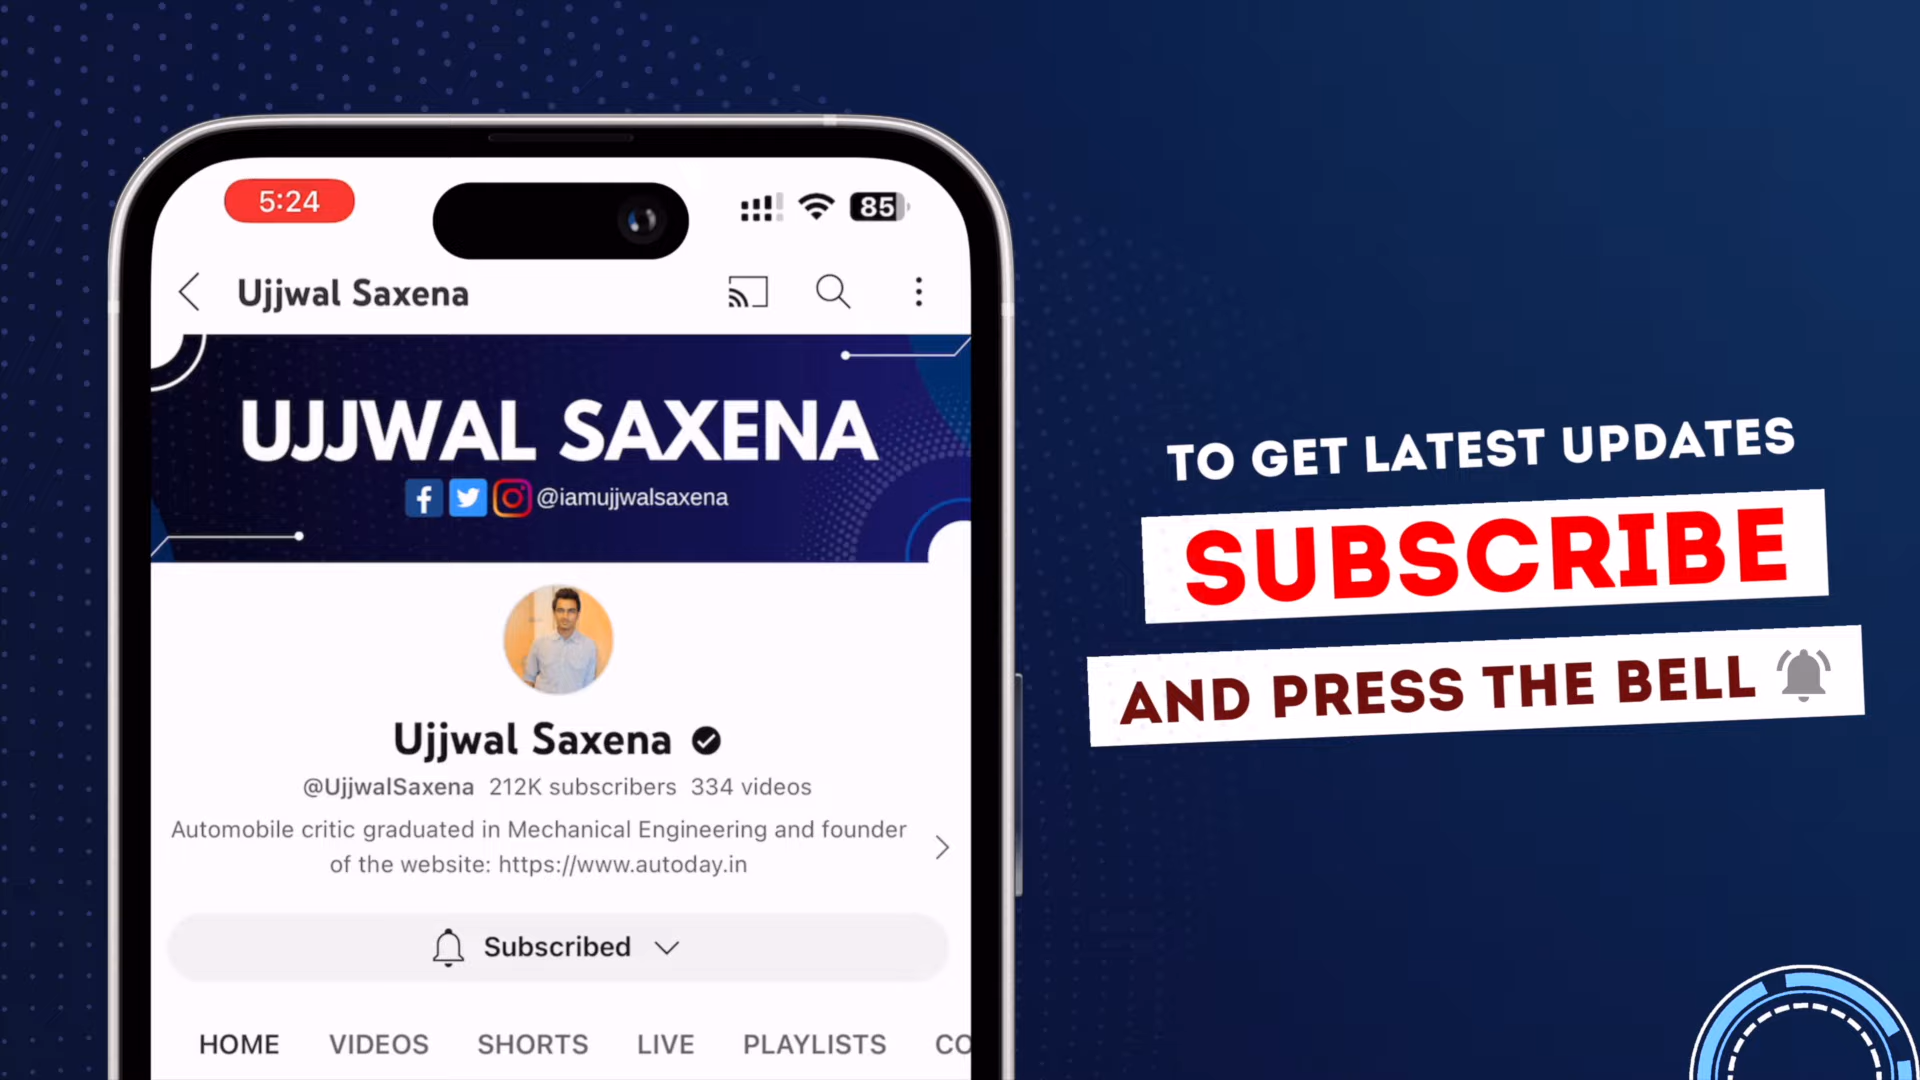 5:24
85
Ujjwal Saxena
UJJWAL SAXENA
@iamujjwalsaxena
Ujjwal Saxena
@UjjwalSaxena 212K subscribers 334 videos
Automobile critic graduated in Mechanical Engineering and founder
of the website: https://www.autoday.in
Subscribed
HOME VIDEOS SHORTS LIVE PLAYLISTS CO
TO GET LATEST UPDATES
SUBSCRIBE
AND PRESS THE BELL